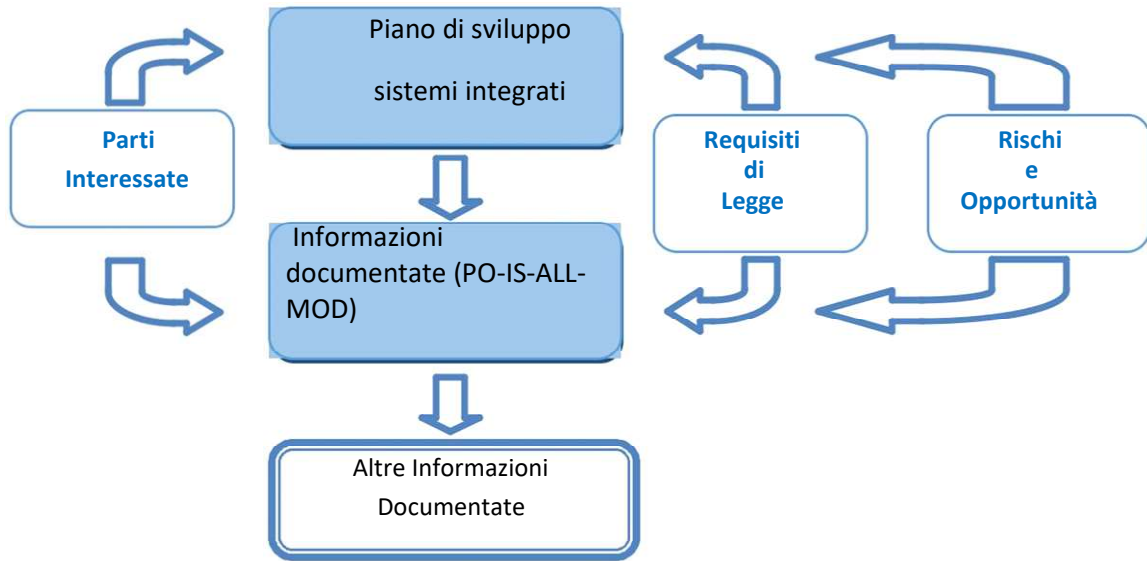 Piano di sviluppo
sistemi integrati
Parti
Interessate
Requisiti
di
Legge
Rischi
e
Opportunità
Informazioni
documentate (PO-IS-ALL-
MOD)
Altre Informazioni
Documentate